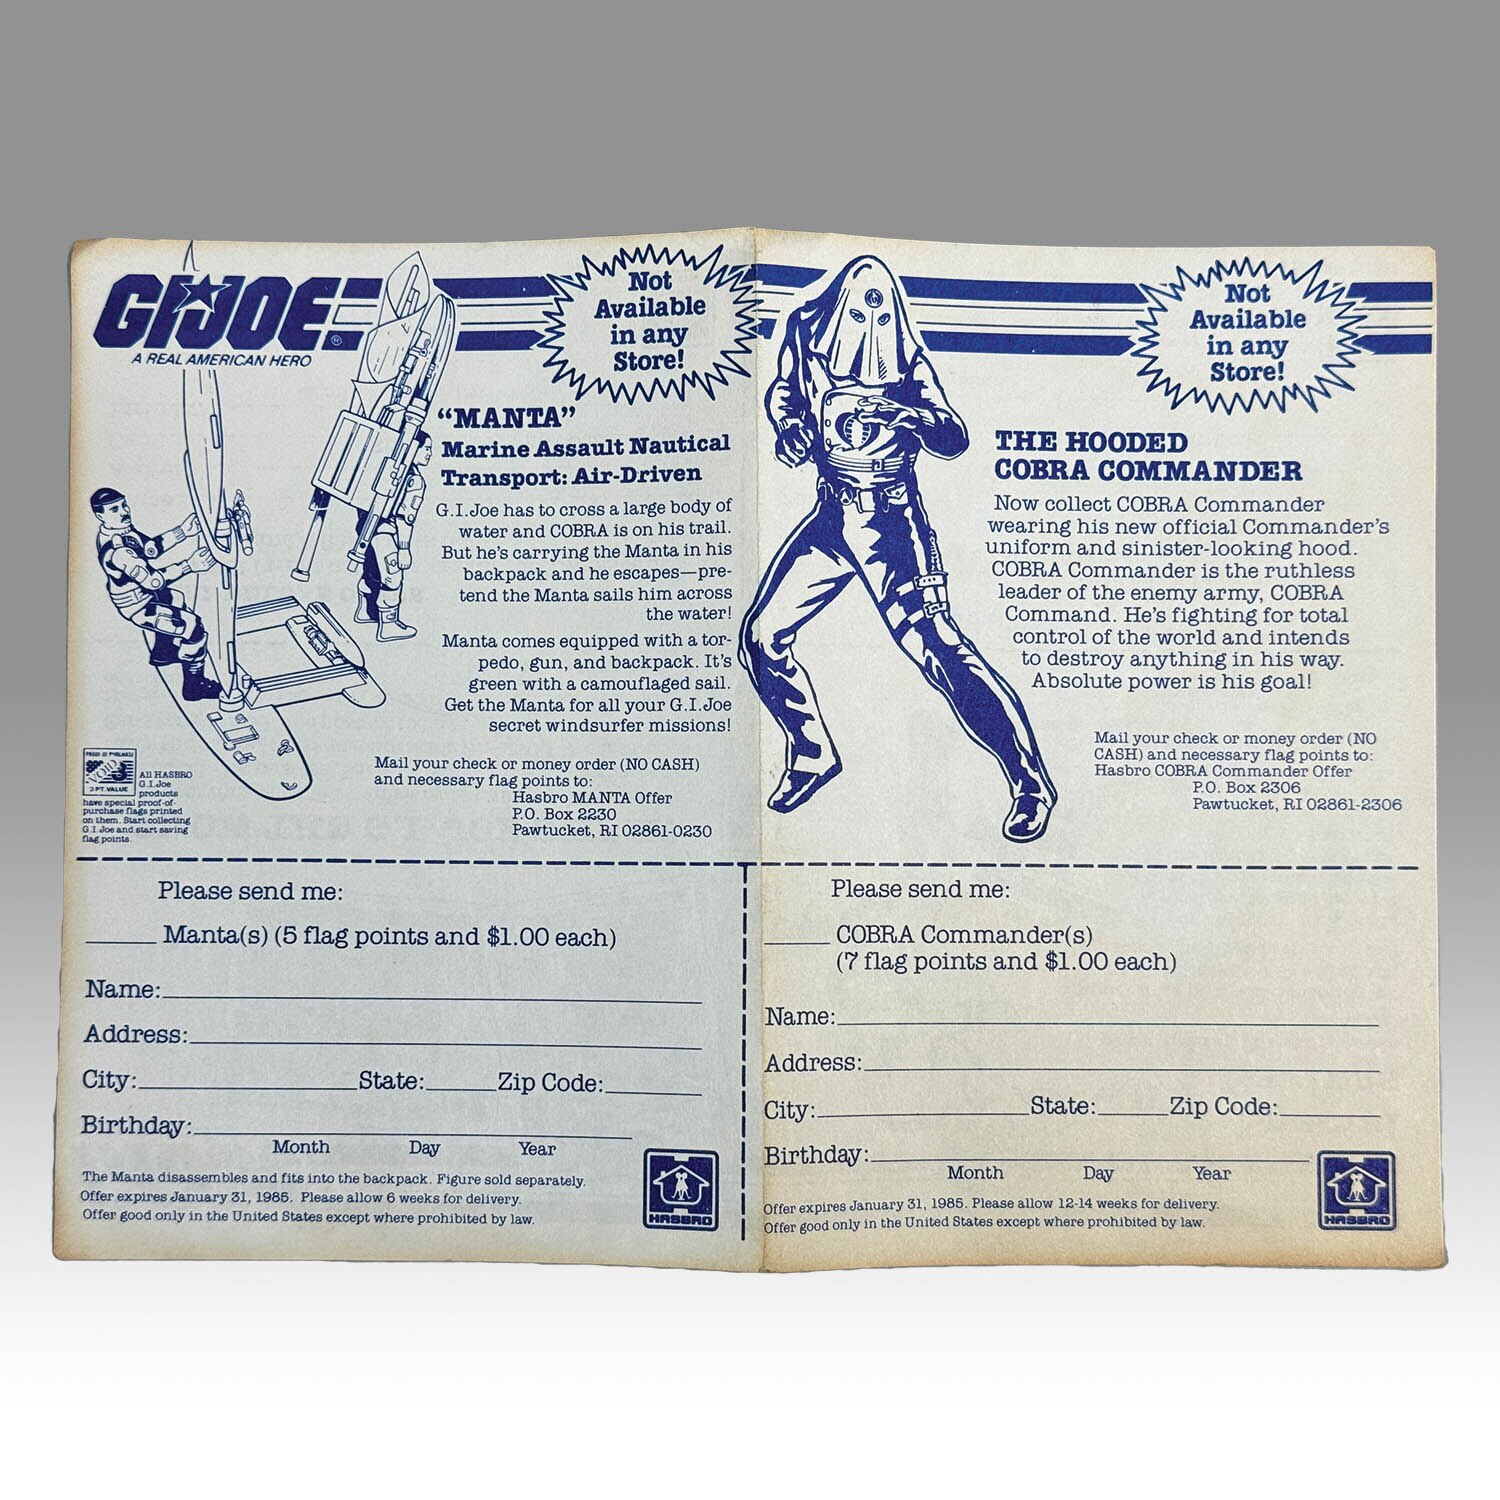 G.I. JOE ®
A REAL AMERICAN HERO
Not
Available
in any
Store!
"MANTA"
Marine Assault Nautical
Transport: Air-Driven
G.I.Joe has to cross a large body of
water and COBRA is on his trail.
But he's carrying the Manta in his
backpack and he escapes—pre-
tend the Manta sails him across
the water!
Manta comes equipped with a tor-
pedo, gun, and backpack. It's
green with a camouflaged sail.
Get the Manta for all your G.I.Joe
secret windsurfer missions!
PROOF OF PURCHASE
VOID
3 PT. VALUE
All HASBRO
G.I.Joe
products
have special proof-of-
purchase flags printed
on them. Start collecting
G.I.Joe and start saving
flag points.
Mail your check or money order (NO CASH)
and necessary flag points to:
Hasbro MANTA Offer
P.O. Box 2230
Pawtucket, RI 02861-0230
Please send me:
Manta(s) (5 flag points and $1.00 each)
Name:
Address:
City: State: Zip Code:
Birthday:
Month Day Year
The Manta disassembles and fits into the backpack. Figure sold separately.
Offer expires January 31, 1985. Please allow 6 weeks for delivery.
Offer good only in the United States except where prohibited by law.
HASBRO
Not
Available
in any
Store!
THE HOODED
COBRA COMMANDER
Now collect COBRA Commander
wearing his new official Commander's
uniform and sinister-looking hood.
COBRA Commander is the ruthless
leader of the enemy army, COBRA
Command. He's fighting for total
control of the world and intends
to destroy anything in his way.
Absolute power is his goal!
Mail your check or money order (NO
CASH) and necessary flag points to:
Hasbro COBRA Commander Offer
P.O. Box 2306
Pawtucket, RI 02861-2306
Please send me:
COBRA Commander(s)
(7 flag points and $1.00 each)
Name:
Address:
City: State: Zip Code:
Birthday:
Month Day Year
Offer expires January 31, 1985. Please allow 12-14 weeks for delivery.
Offer good only in the United States except where prohibited by law.
HASBRO